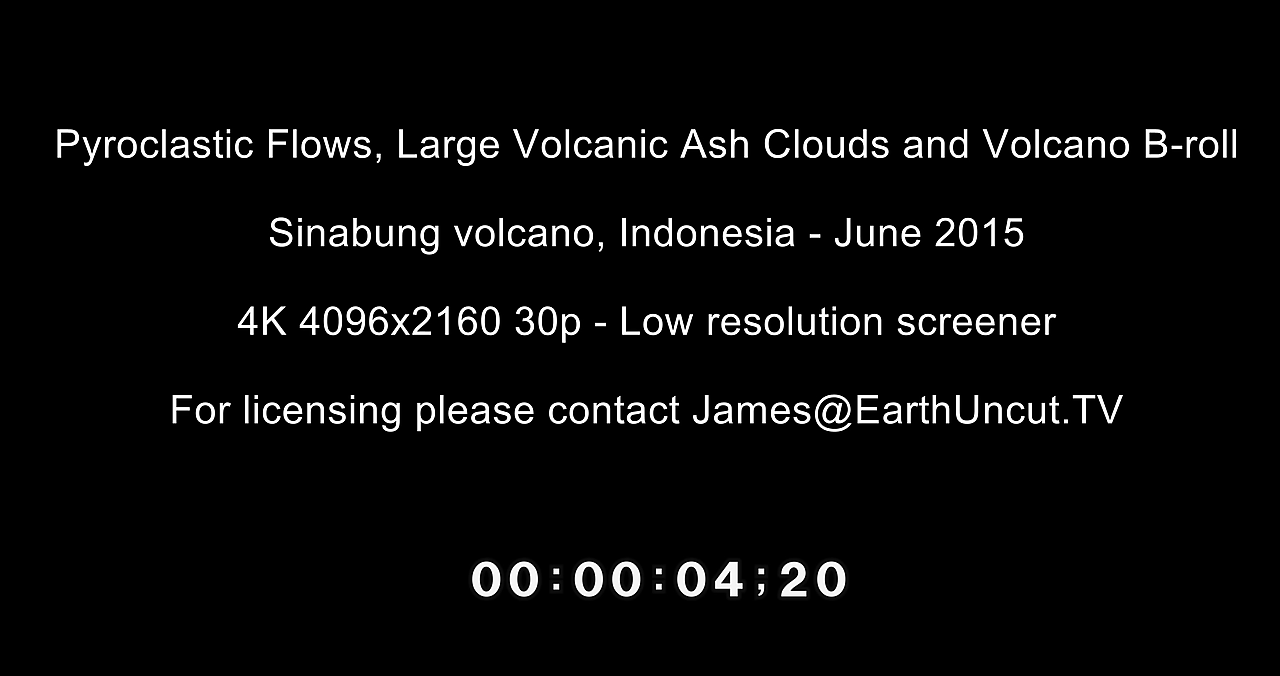 Pyroclastic Flows, Large Volcanic Ash Clouds and Volcano B-roll
Sinabung volcano, Indonesia - June 2015
4K 4096x2160 30p - Low resolution screener
For licensing please contact James@EarthUncut.TV
00:00:04;20